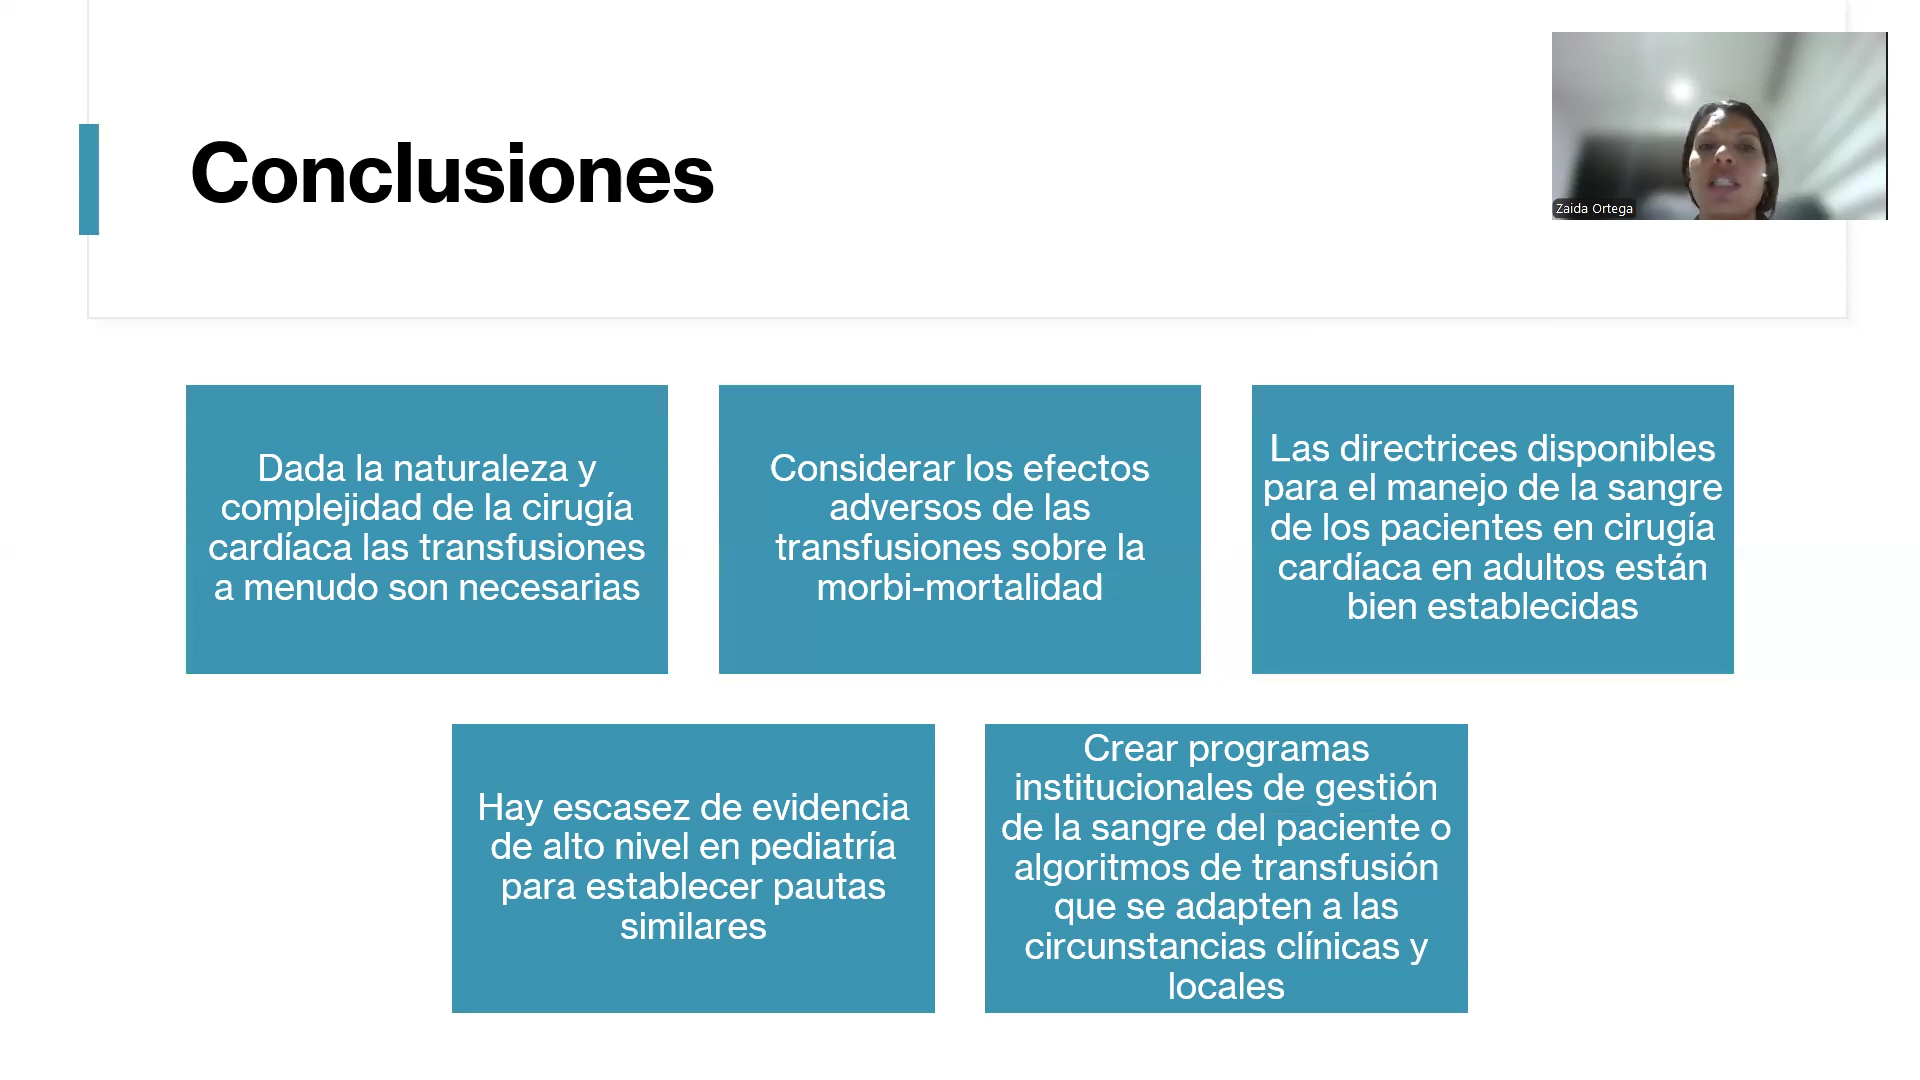 Conclusiones
Zaida Ortega
Dada la naturaleza y
complejidad de la cirugía
cardíaca las transfusiones
a menudo son necesarias
Considerar los efectos
adversos de las
transfusiones sobre la
morbi-mortalidad
Las directrices disponibles
para el manejo de la sangre
de los pacientes en cirugía
cardíaca en adultos están
bien establecidas
Hay escasez de evidencia
de alto nivel en pediatría
para establecer pautas
similares
Crear programas
institucionales de gestión
de la sangre del paciente o
algoritmos de transfusión
que se adapten a las
circunstancias clínicas y
locales